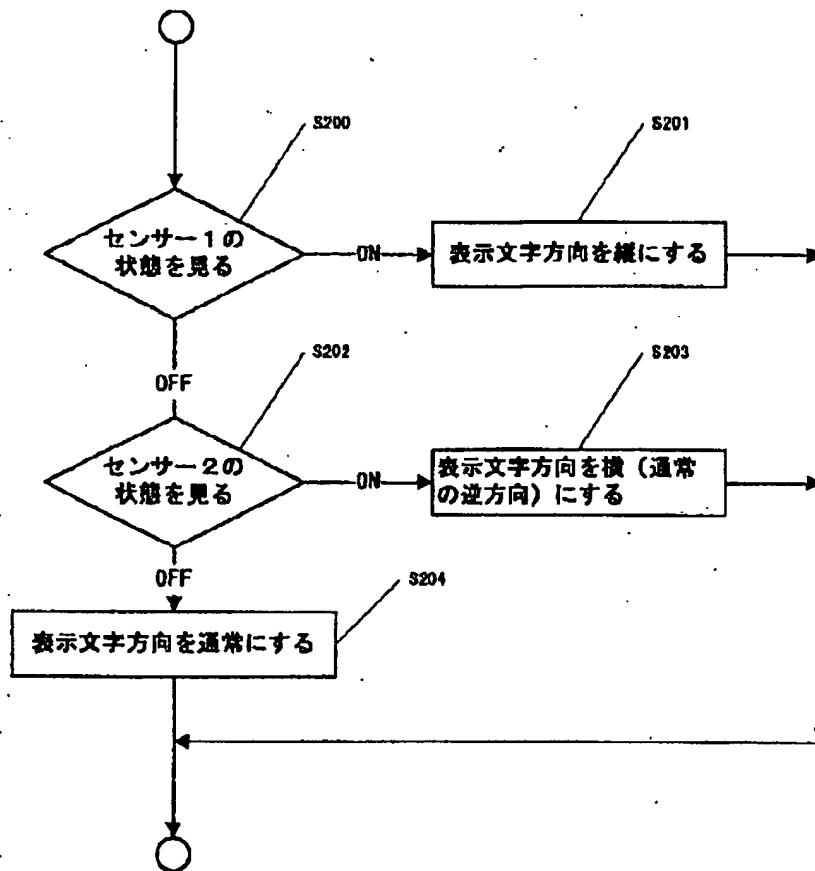 S200
S201
センサー1の
状態を見る
ON
表示文字方向を縦にする
OFF
S202
S203
センサー2の
状態を見る
ON
表示文字方向を横（通常
の逆方向）にする
OFF
S204
表示文字方向を通常にする